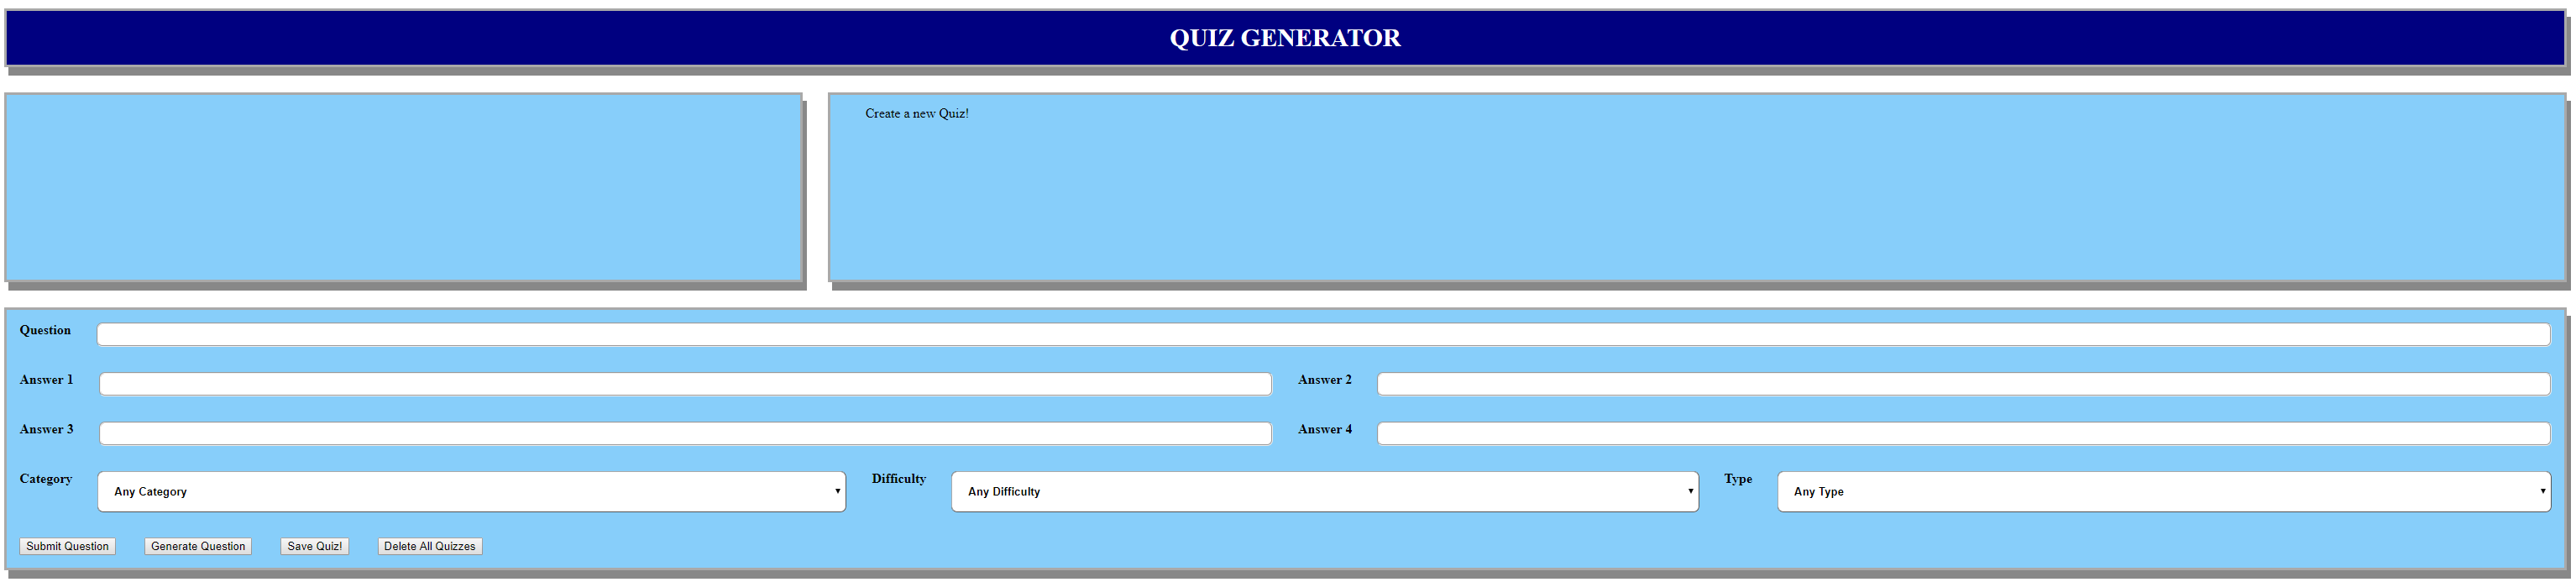 QUIZ GENERATOR
Create a new Quiz!
Question
Answer 1
Answer 2
Answer 3
Answer 4
Category
Any Category
Difficulty
Any Difficulty
Type
Any Type
Submit Question
Generate Question
Save Quiz!
Delete All Quizzes